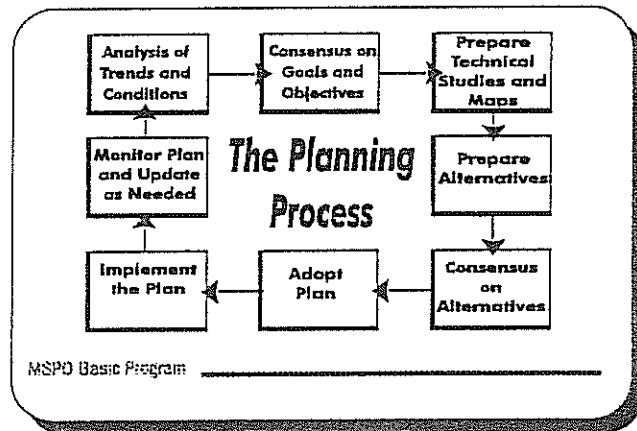 Analysis of
Trends and
Conditions
Consensus on
Goals and
Objectives
Prepare
Technical
Studies and
Maps
Monitor Plan
and Update
as Needed
The Planning
Process
Prepare
Alternatives
Implement
the Plan
Adopt
Plan
Consensus
on
Alternatives
MSPO Basic Program